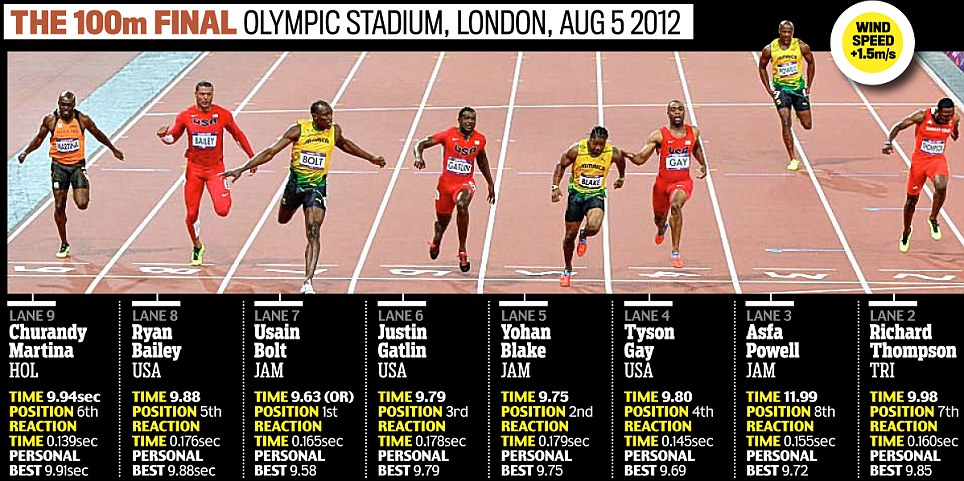 THE 100m FINAL OLYMPIC STADIUM, LONDON, AUG 5 2012
WIND
SPEED
+1.5m/s
POWELL
MARTINA
USA
BAILEY
BOLT
USA
GATLIN
BLAKE
USA
GAY
THOMPSON
9
8
7
6
5
4
3
2
LANE 9
Churandy
Martina
HOL
TIME 9.94sec
POSITION 6th
REACTION
TIME 0.139sec
PERSONAL
BEST 9.91sec
LANE 8
Ryan
Bailey
USA
TIME 9.88
POSITION 5th
REACTION
TIME 0.176sec
PERSONAL
BEST 9.88sec
LANE 7
Usain
Bolt
JAM
TIME 9.63 (OR)
POSITION 1st
REACTION
TIME 0.165sec
PERSONAL
BEST 9.58
LANE 6
Justin
Gatlin
USA
TIME 9.79
POSITION 3rd
REACTION
TIME 0.178sec
PERSONAL
BEST 9.79
LANE 5
Yohan
Blake
JAM
TIME 9.75
POSITION 2nd
REACTION
TIME 0.179sec
PERSONAL
BEST 9.75
LANE 4
Tyson
Gay
USA
TIME 9.80
POSITION 4th
REACTION
TIME 0.145sec
PERSONAL
BEST 9.69
LANE 3
Asfa
Powell
JAM
TIME 11.99
POSITION 8th
REACTION
TIME 0.155sec
PERSONAL
BEST 9.72
LANE 2
Richard
Thompson
TRI
TIME 9.98
POSITION 7th
REACTION
TIME 0.160sec
PERSONAL
BEST 9.85